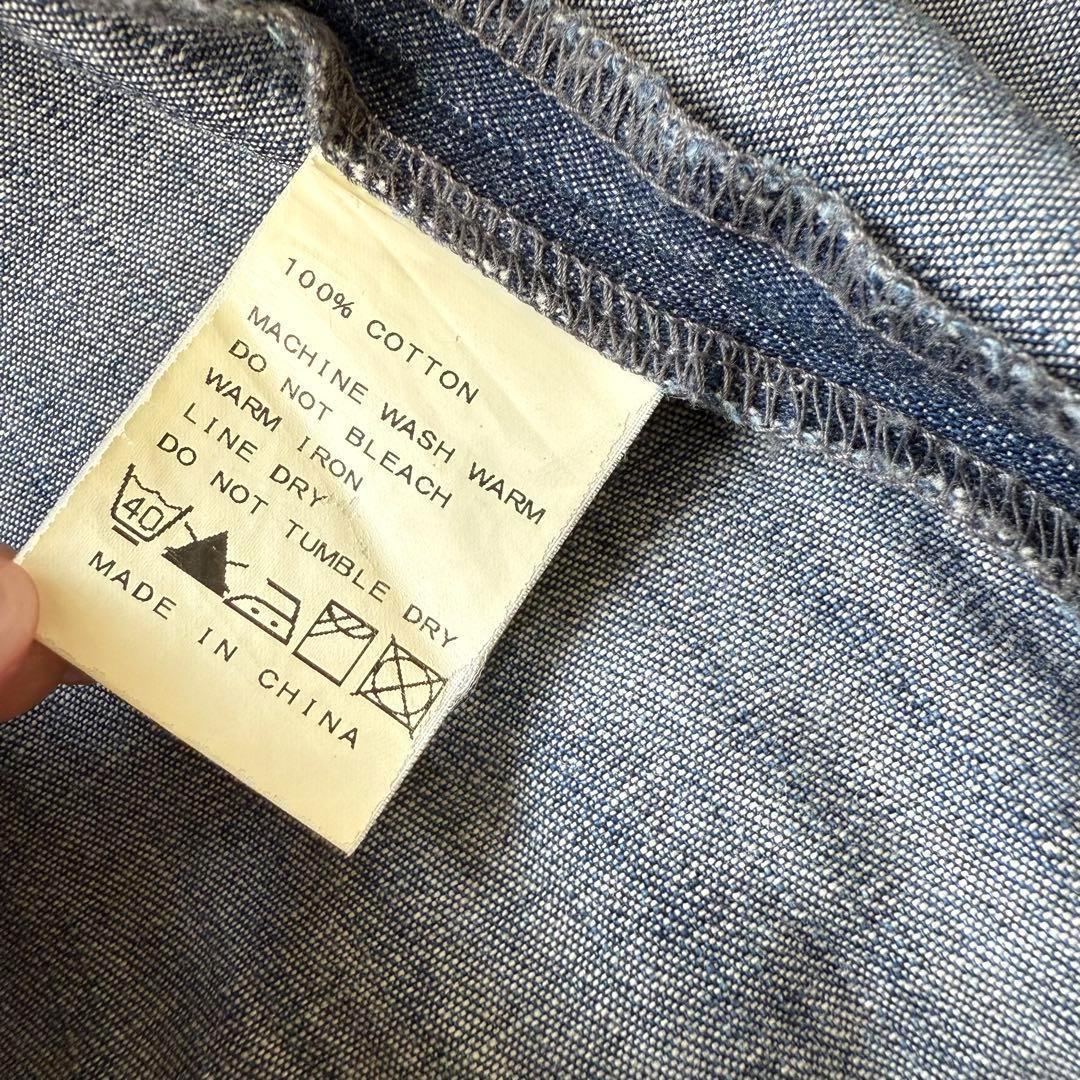 100% COTTON
MACHINE WASH WARM
DO NOT BLEACH
WARM IRON
LINE DRY
DO NOT TUMBLE DRY
40
MADE IN CHINA